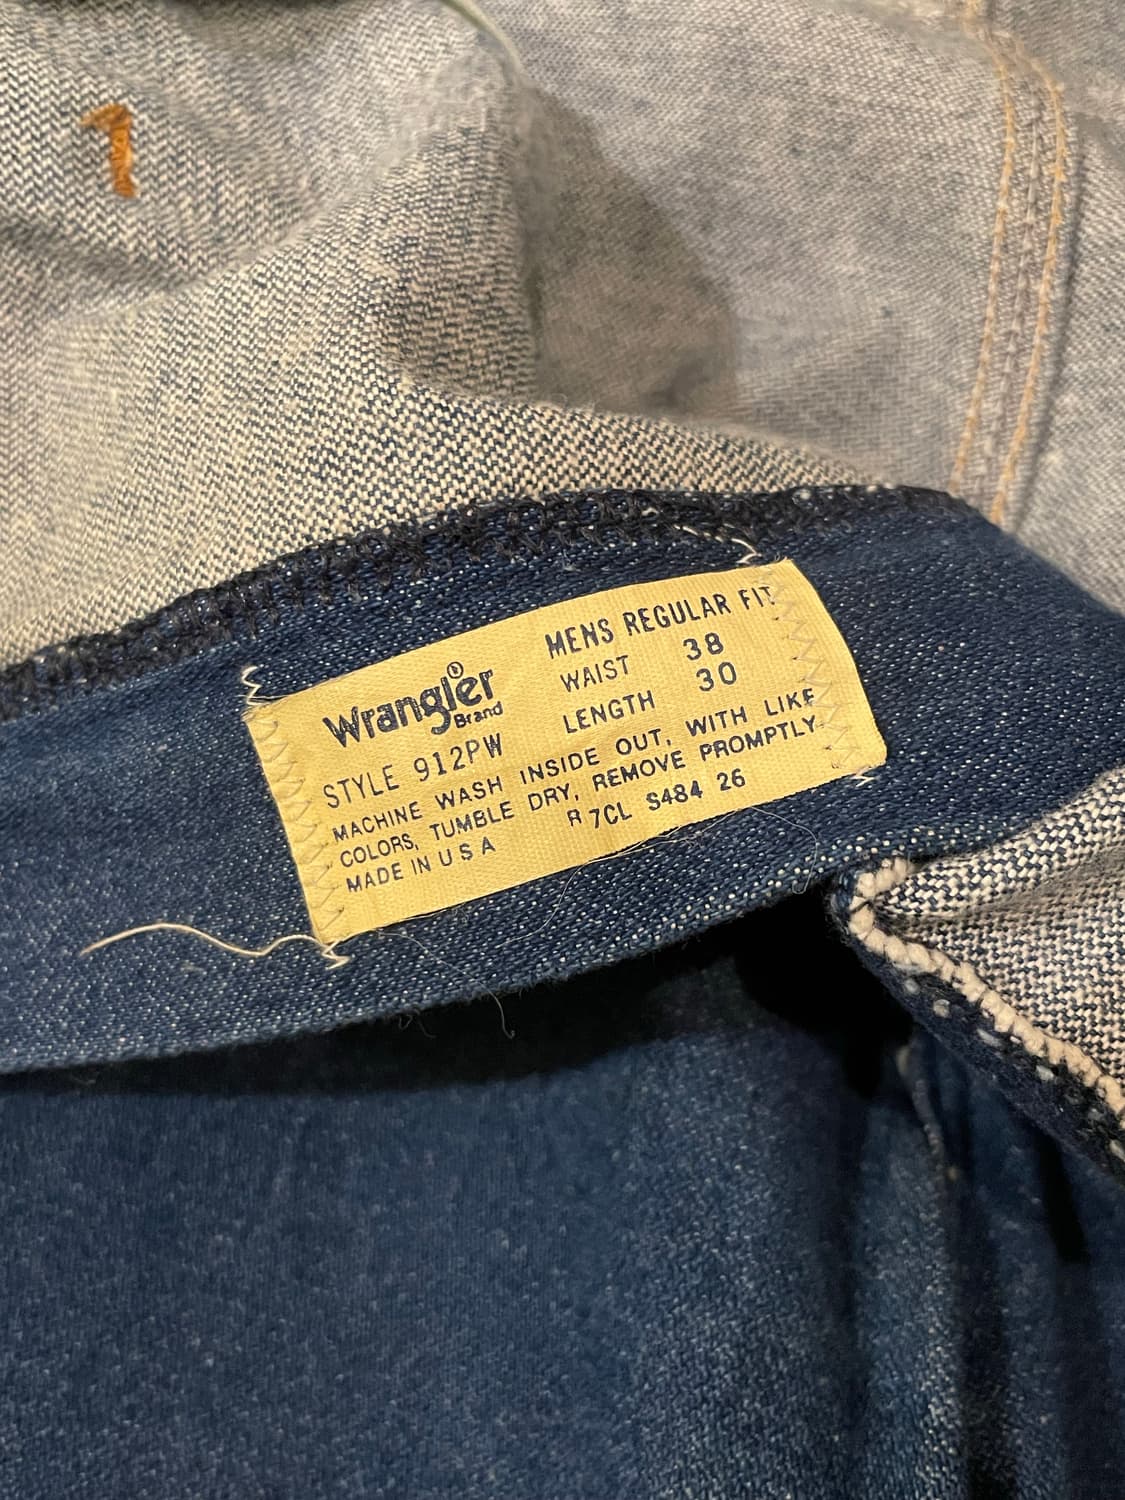 Wrangler®
Brand
STYLE 912PW
MENS REGULAR FIT
WAIST 38
LENGTH 30
MACHINE WASH INSIDE OUT, WITH LIKE
COLORS, TUMBLE DRY, REMOVE PROMPTLY
MADE IN U S A
R 7CL S484 26